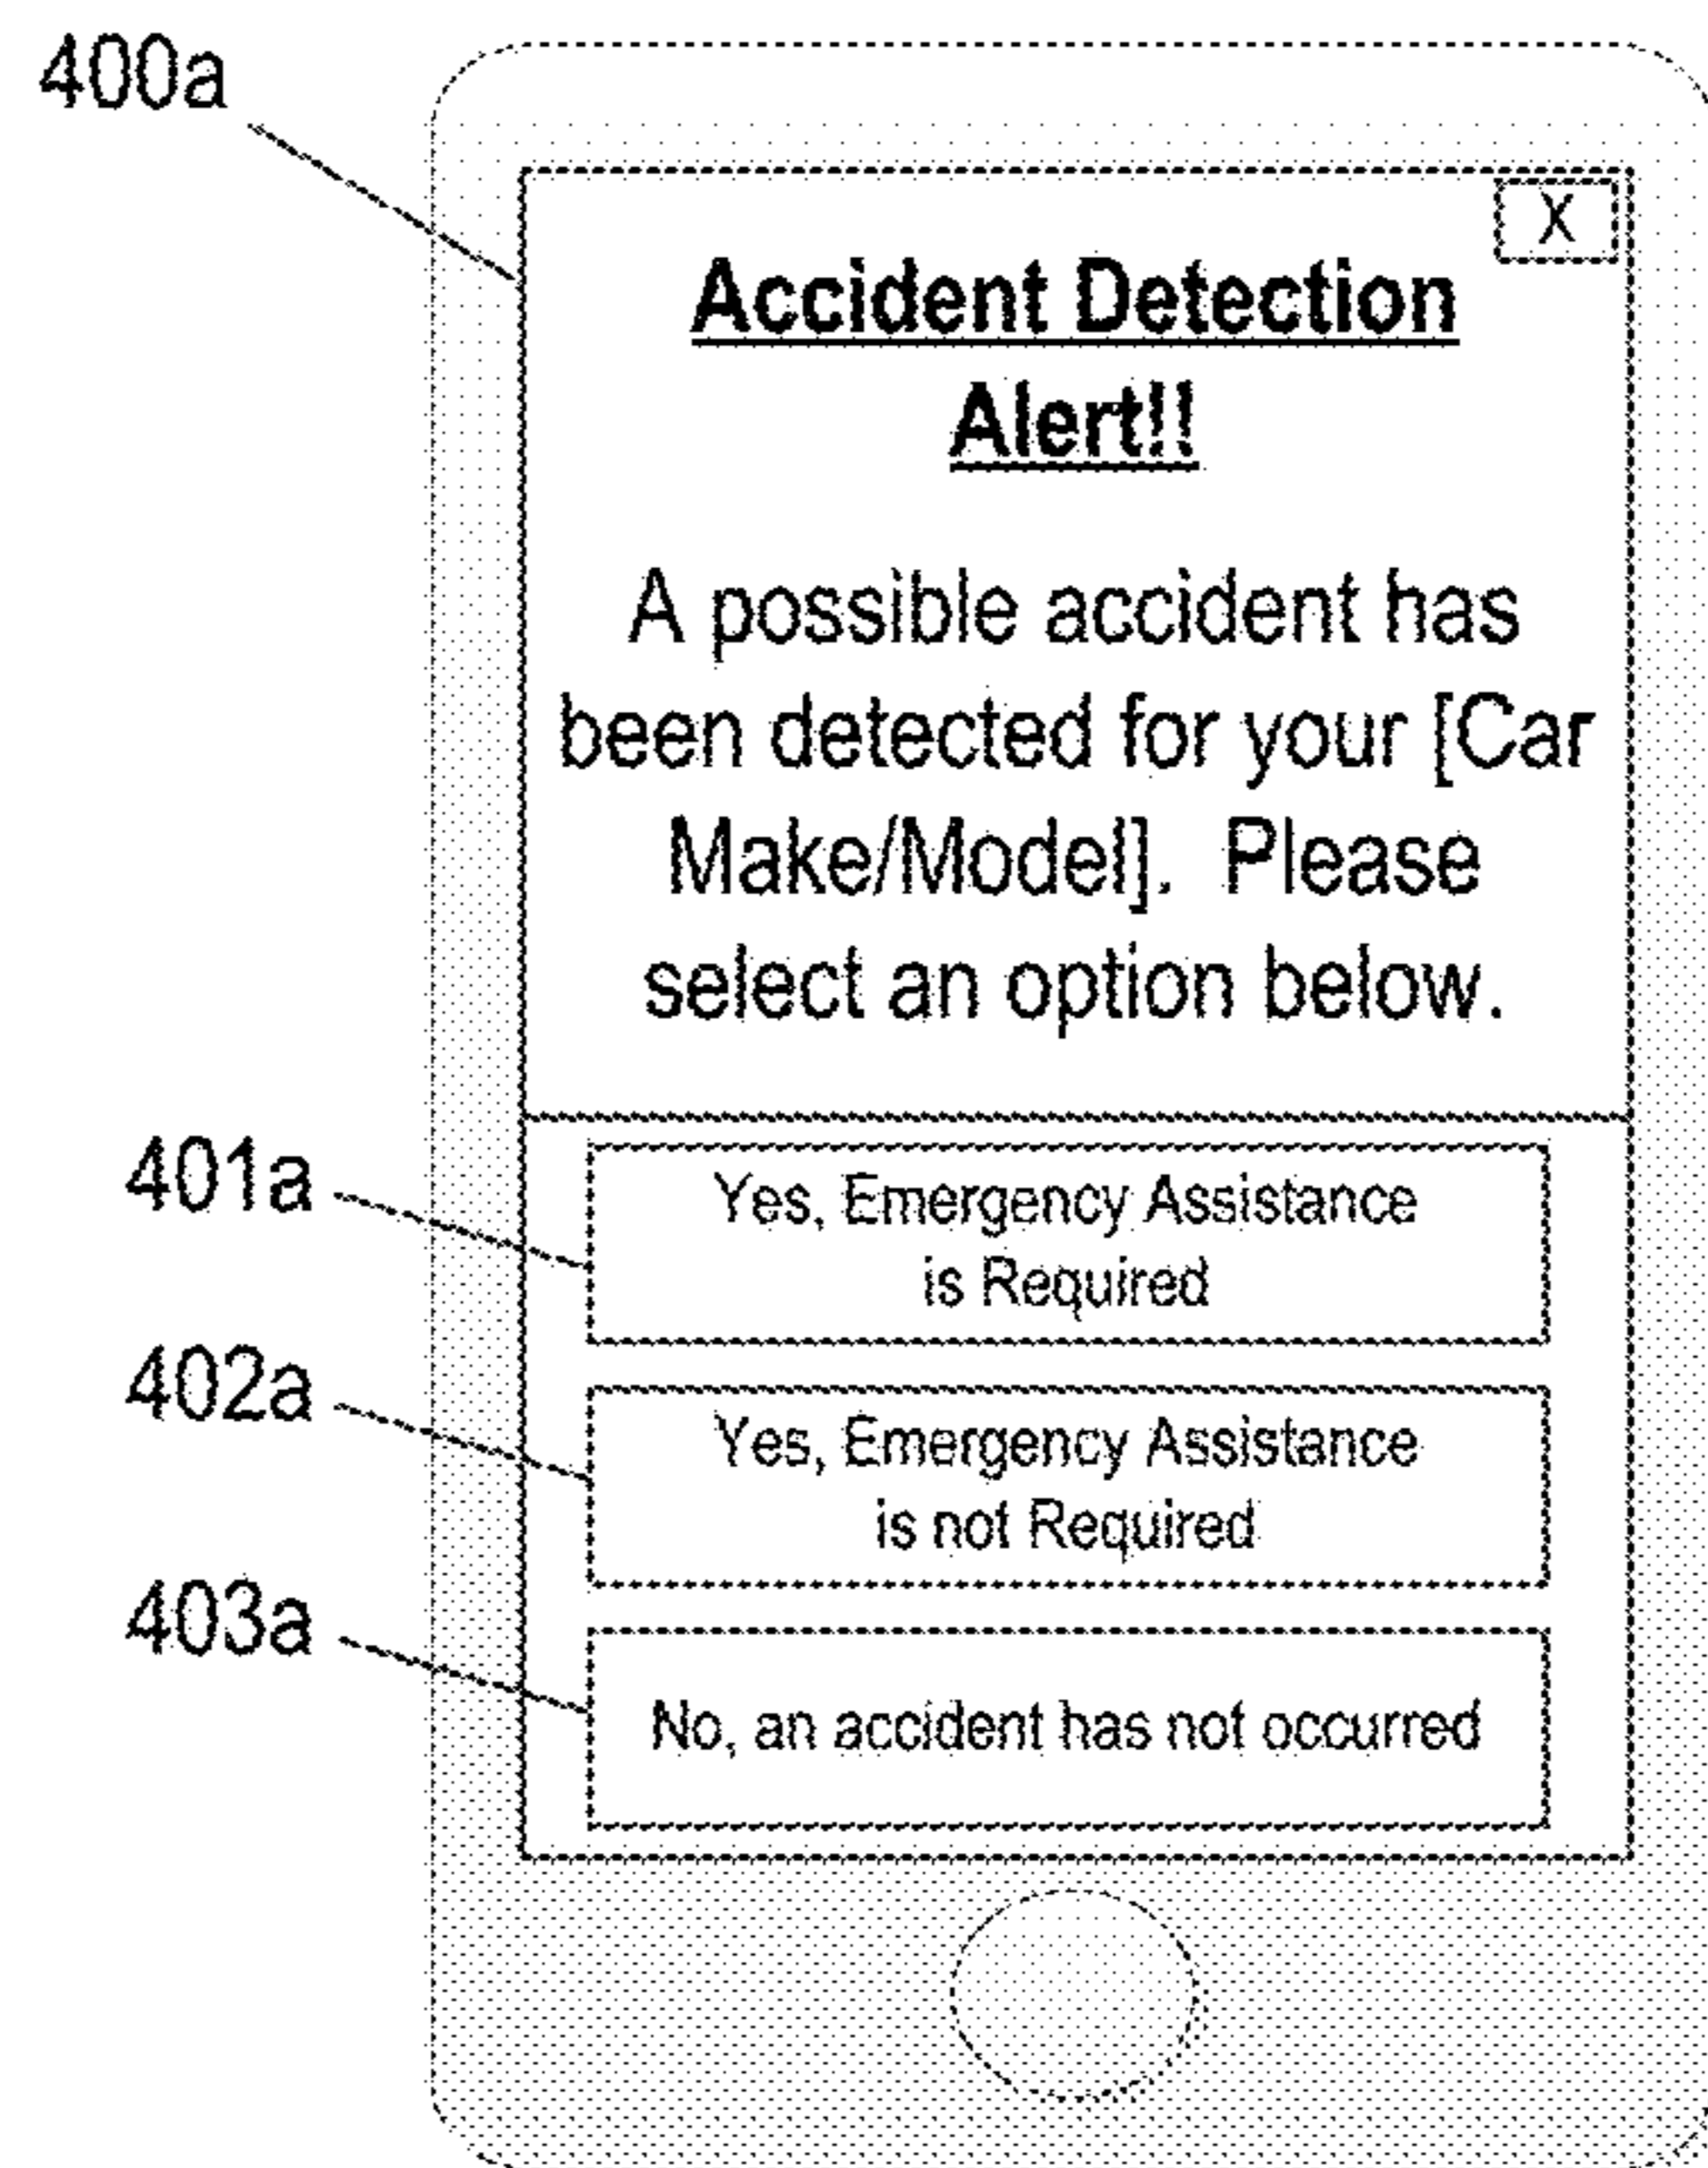 400a
X
Accident Detection
Alert!!
A possible accident has
been detected for your [Car
Make/Model]. Please
select an option below.
401a
Yes, Emergency Assistance
is Required
402a
Yes, Emergency Assistance
is not Required
403a
No, an accident has not occurred